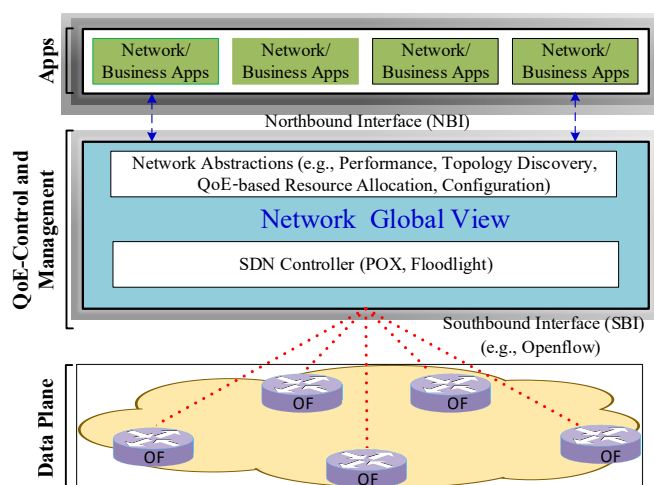 Apps
Network/
Business Apps
Network/
Business Apps
Network/
Business Apps
Network/
Business Apps
Northbound Interface (NBI)
QoE-Control and
Management
Network Abstractions (e.g., Performance, Topology Discovery,
QoE-based Resource Allocation, Configuration)
Network Global View
SDN Controller (POX, Floodlight)
Southbound Interface (SBI)
(e.g., Openflow)
Data Plane
OF
OF
OF
OF
OF